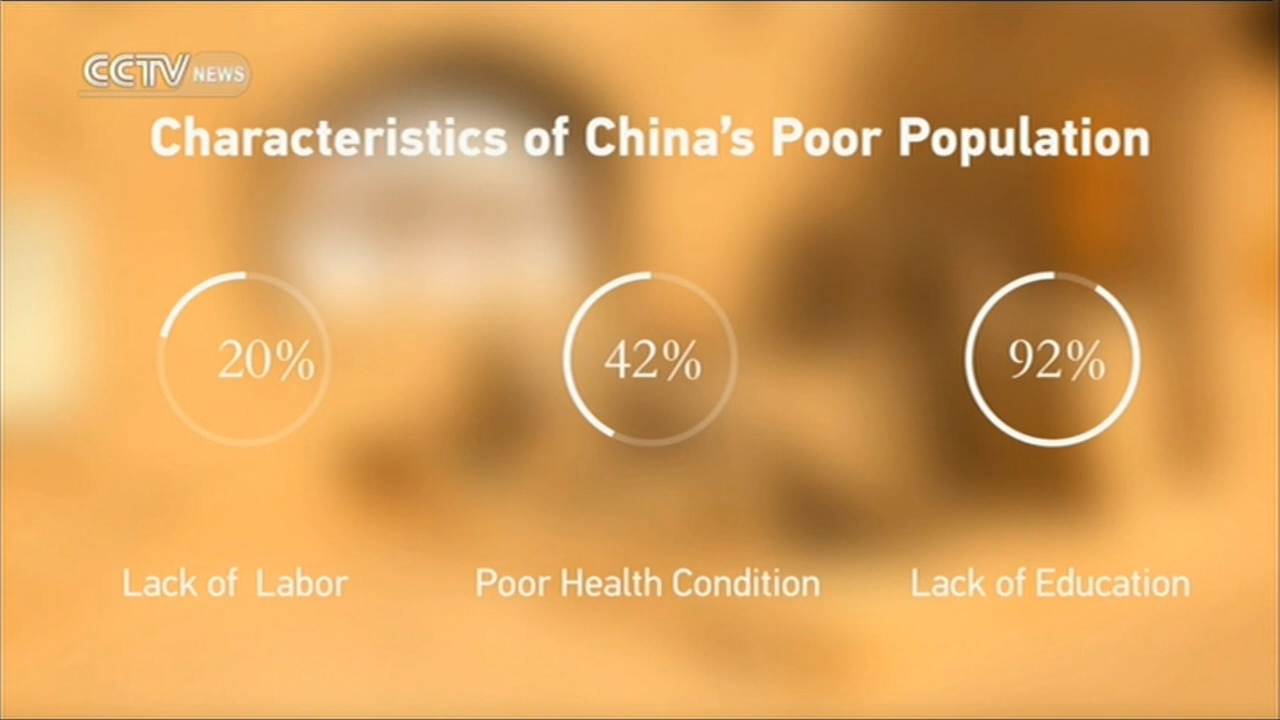 CCTV NEWS
Characteristics of China’s Poor Population
20%
42%
92%
Lack of Labor
Poor Health Condition
Lack of Education